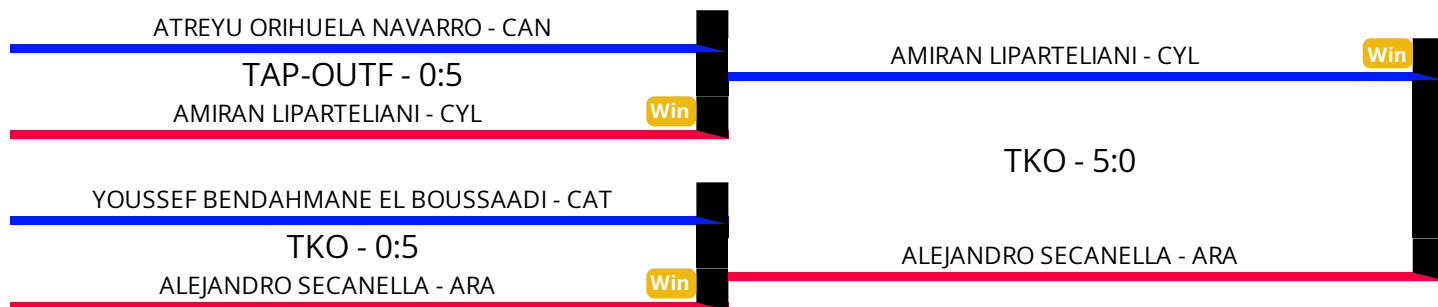 ATREYU ORIHUELA NAVARRO - CAN
TAP-OUTF - 0:5
AMIRAN LIPARTELIANI - CYL
Win
YOUSSEF BENDAHMANE EL BOUSSAADI - CAT
TKO - 0:5
ALEJANDRO SECANELLA - ARA
Win
AMIRAN LIPARTELIANI - CYL
Win
TKO - 5:0
ALEJANDRO SECANELLA - ARA